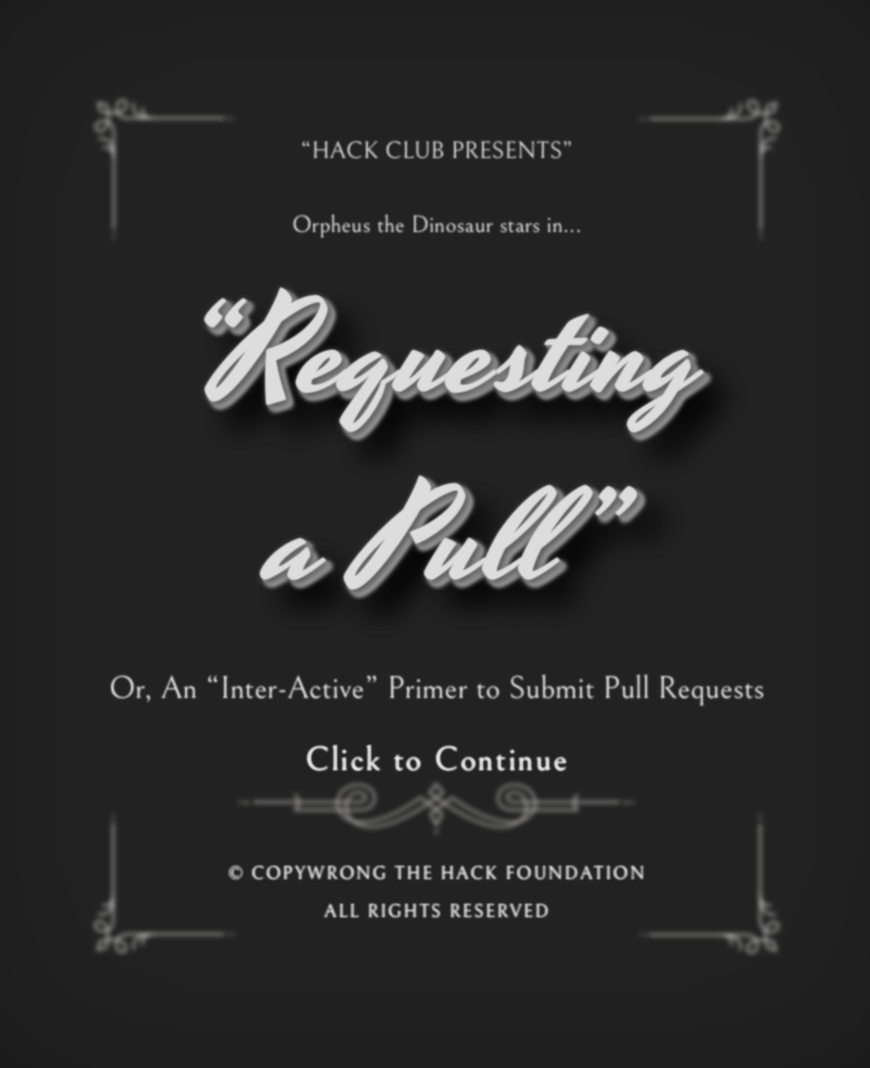 “HACK CLUB PRESENTS”
Orpheus the Dinosaur stars in...
“Requesting
a Pull”
Or, An “Inter-Active” Primer to Submit Pull Requests
Click to Continue
© COPYWRONG THE HACK FOUNDATION
ALL RIGHTS RESERVED